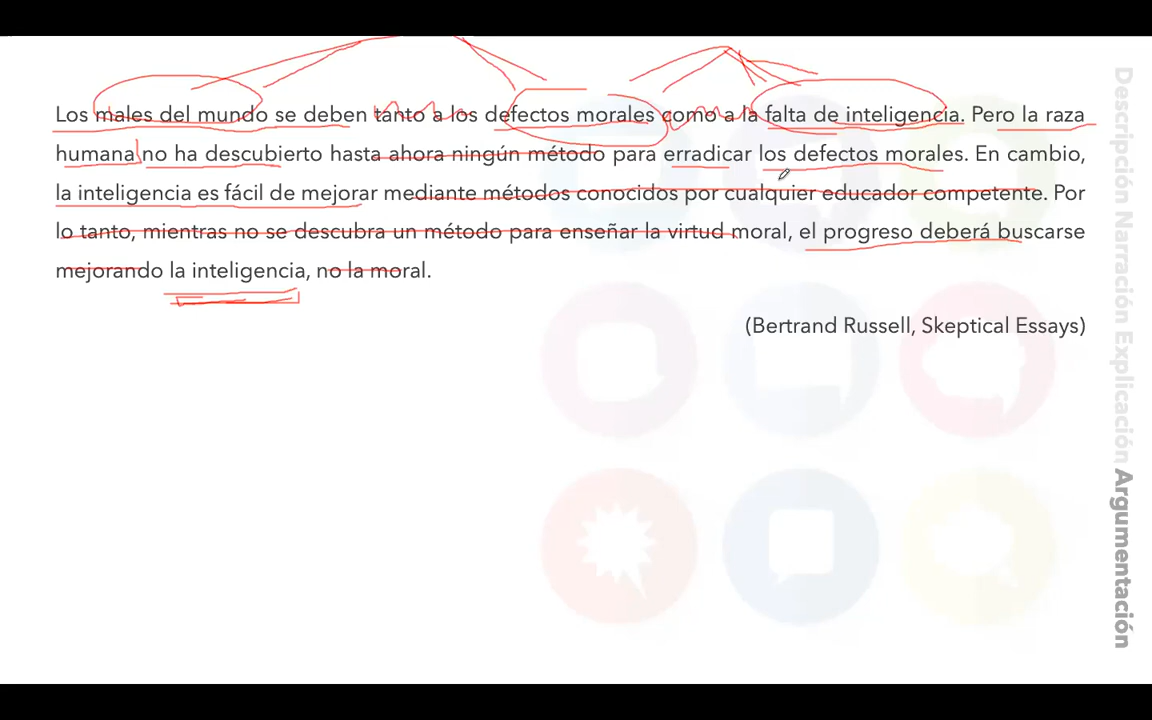 Los males del mundo se deben tanto a los defectos morales como a la falta de inteligencia. Pero la raza
humana no ha descubierto hasta ahora ningún método para erradicar los defectos morales. En cambio,
la inteligencia es fácil de mejorar mediante métodos conocidos por cualquier educador competente. Por
lo tanto, mientras no se descubra un método para enseñar la virtud moral, el progreso deberá buscarse
mejorando la inteligencia, no la moral.
(Bertrand Russell, Skeptical Essays)
Descripción Narración Explicación Argumentación